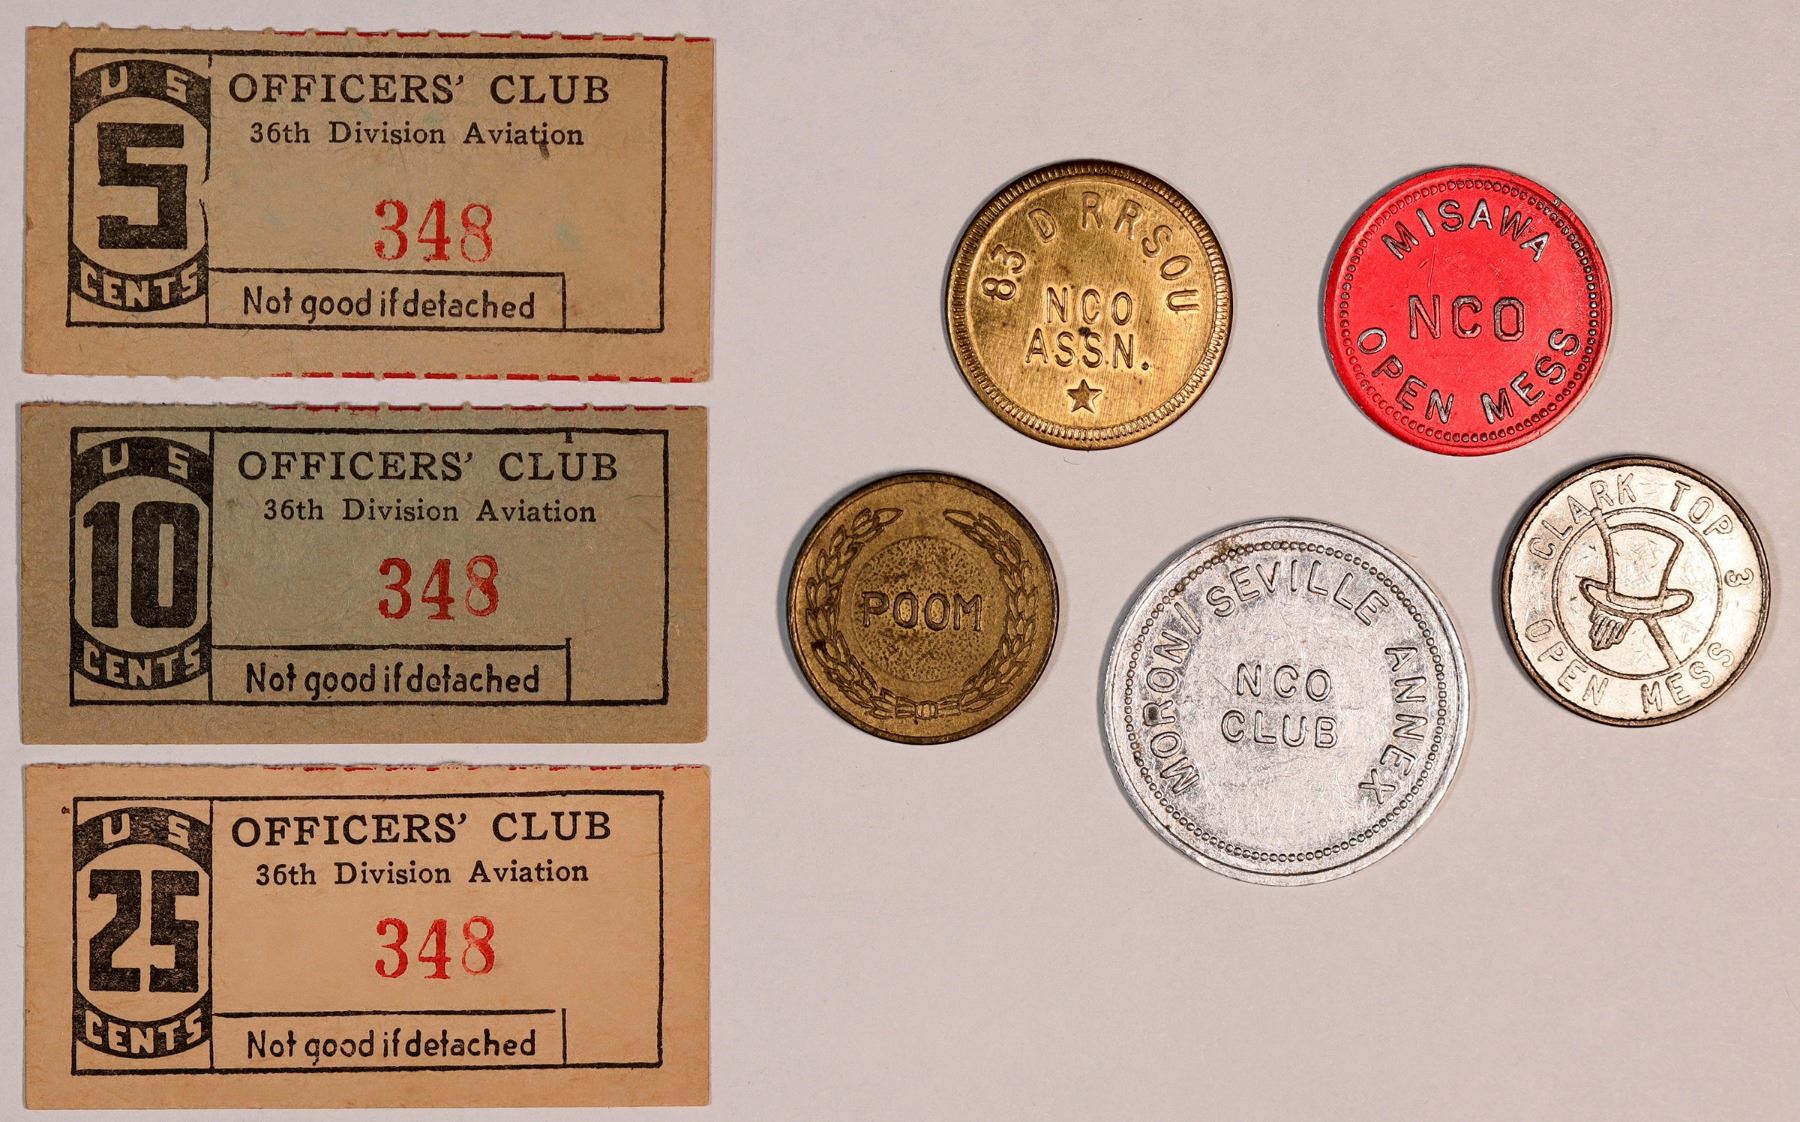 US
5
CENTS
OFFICERS' CLUB
36th Division Aviation
348
Not good if detached
US
10
CENTS
OFFICERS' CLUB
36th Division Aviation
348
Not good if detached
US
25
CENTS
OFFICERS' CLUB
36th Division Aviation
348
Not good if detached
83 D RRSOU
NCO
ASSN.
MISAWA
NCO
OPEN MESS
POOM
MORONI SEVILLE ANNEX
NCO
CLUB
CLARK TOP 3
OPEN MESS